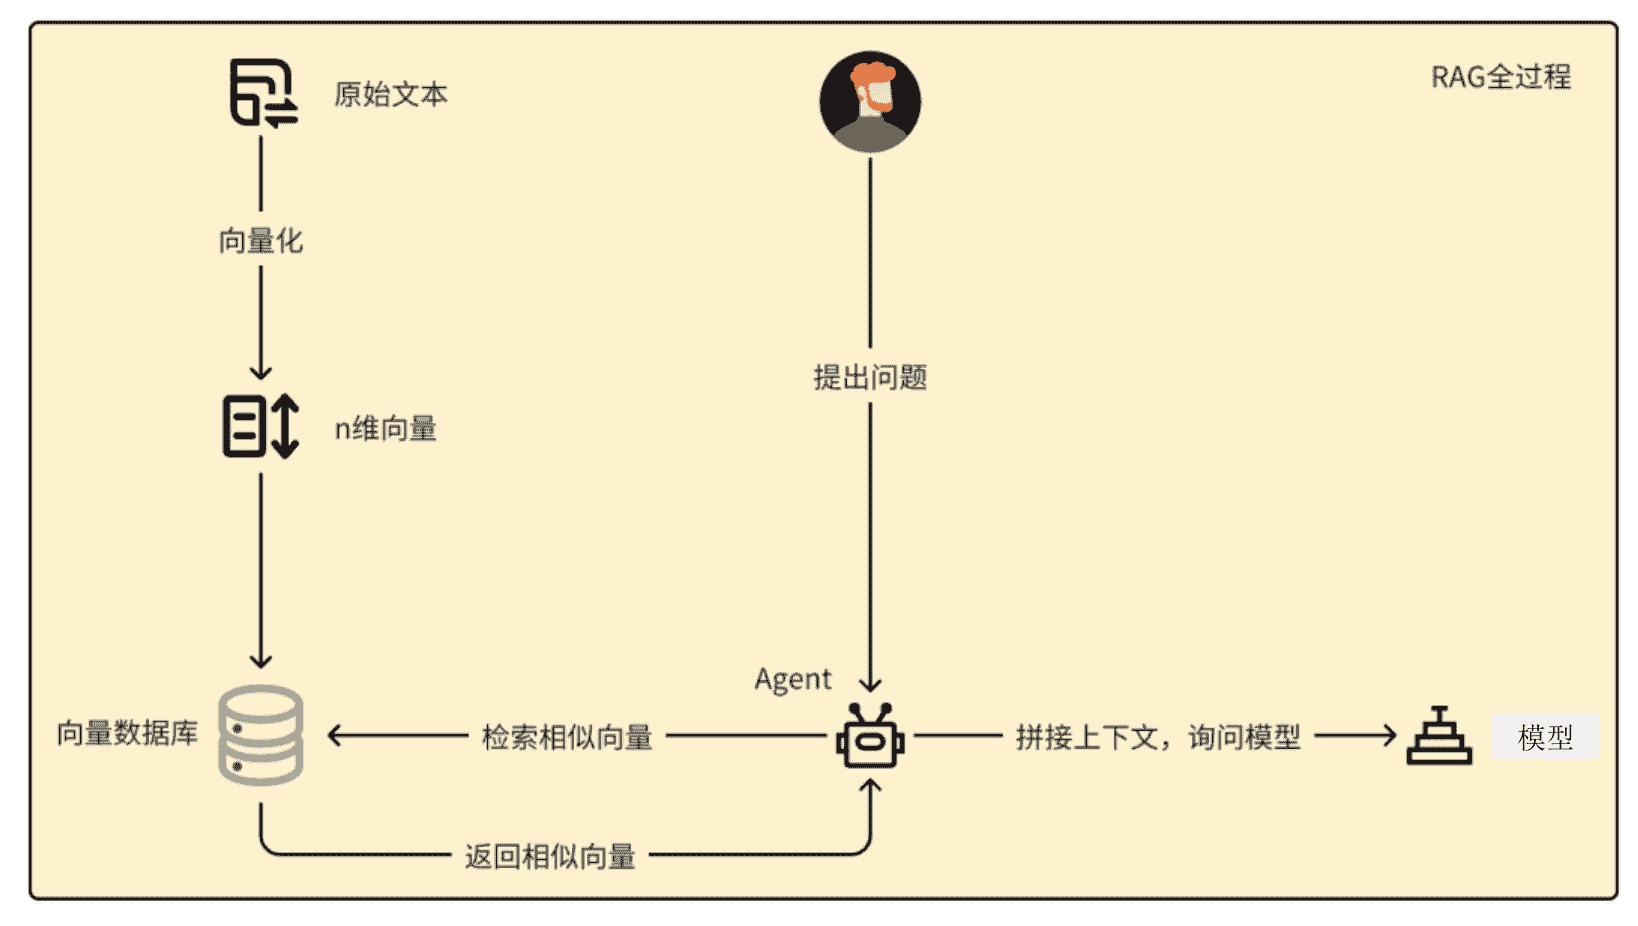 RAG全过程
原始文本
向量化
提出问题
n维向量
Agent
向量数据库
检索相似向量
拼接上下文，询问模型
模型
返回相似向量